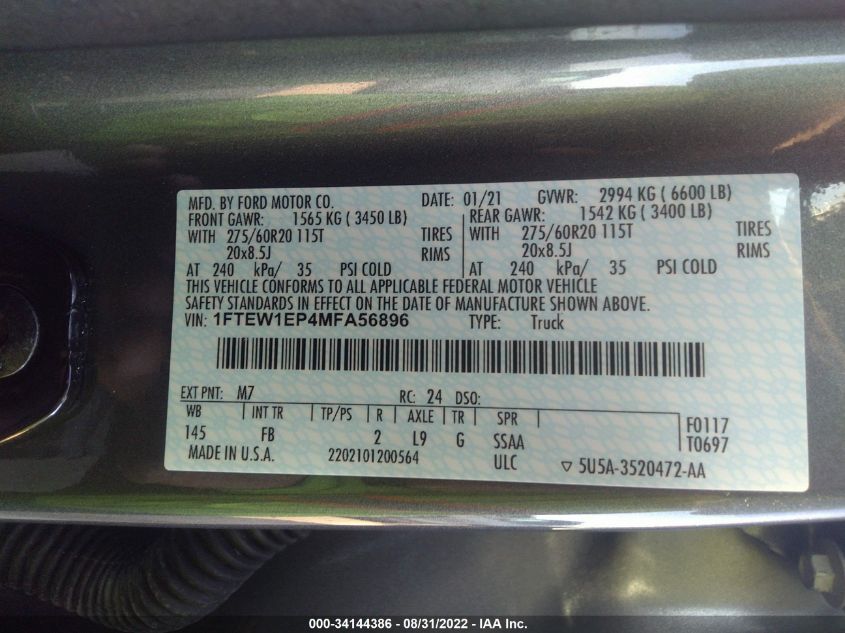 MFD. BY FORD MOTOR CO. DATE: 01/21 GVWR: 2994 KG ( 6600 LB)
FRONT GAWR: 1565 KG ( 3450 LB) REAR GAWR: 1542 KG ( 3400 LB)
WITH 275/60R20 115T TIRES WITH 275/60R20 115T TIRES
20x8.5J RIMS 20x8.5J RIMS
AT 240 kPa/ 35 PSI COLD AT 240 kPa/ 35 PSI COLD
THIS VEHICLE CONFORMS TO ALL APPLICABLE FEDERAL MOTOR VEHICLE
SAFETY STANDARDS IN EFFECT ON THE DATE OF MANUFACTURE SHOWN ABOVE.
VIN: 1FTEW1EP4MFA56896 TYPE: Truck
EXT PNT: M7 RC: 24 DSO:
WB INT TR TP/PS R AXLE TR SPR F0117
145 FB 2 L9 G SSAA T0697
MADE IN U.S.A. 2202101200564 ULC ▽ 5U5A-3520472-AA
000-34144386 - 08/31/2022 - IAA Inc.